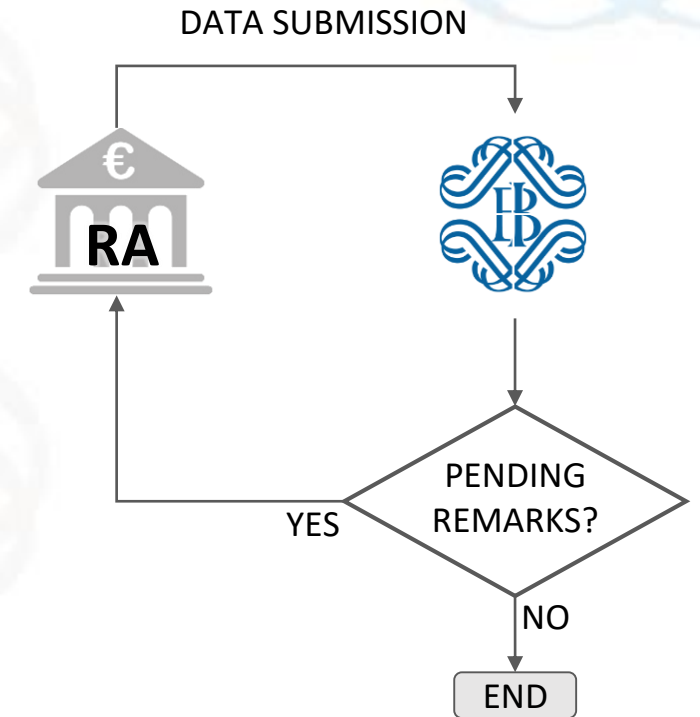 DATA SUBMISSION
€
RA
PENDING
REMARKS?
YES
NO
END